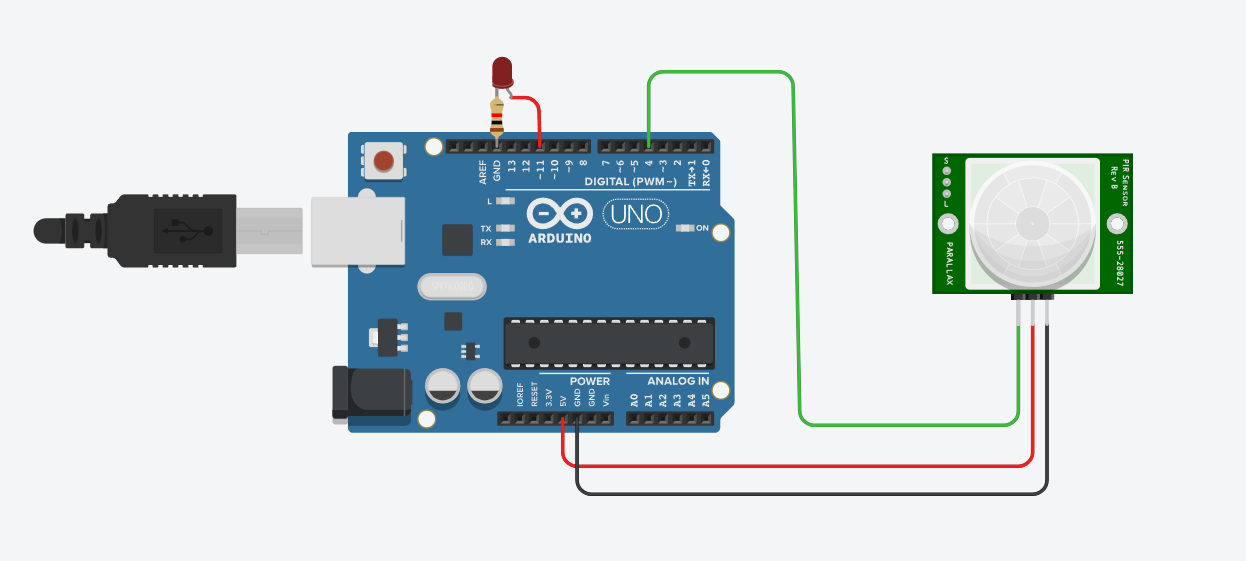 AREF
GND
13
12
~11
~10
~9
8
7
~6
~5
4
~3
2
TX→1
RX←0
DIGITAL (PWM~)
L
TX
RX
ARDUINO
UNO
ON
POWER
ANALOG IN
IOREF
RESET
3.3V
5V
GND
GND
Vin
A0
A1
A2
A3
A4
A5
S
L
PARALLAX
PIR SENSOR
REV B
555-28027